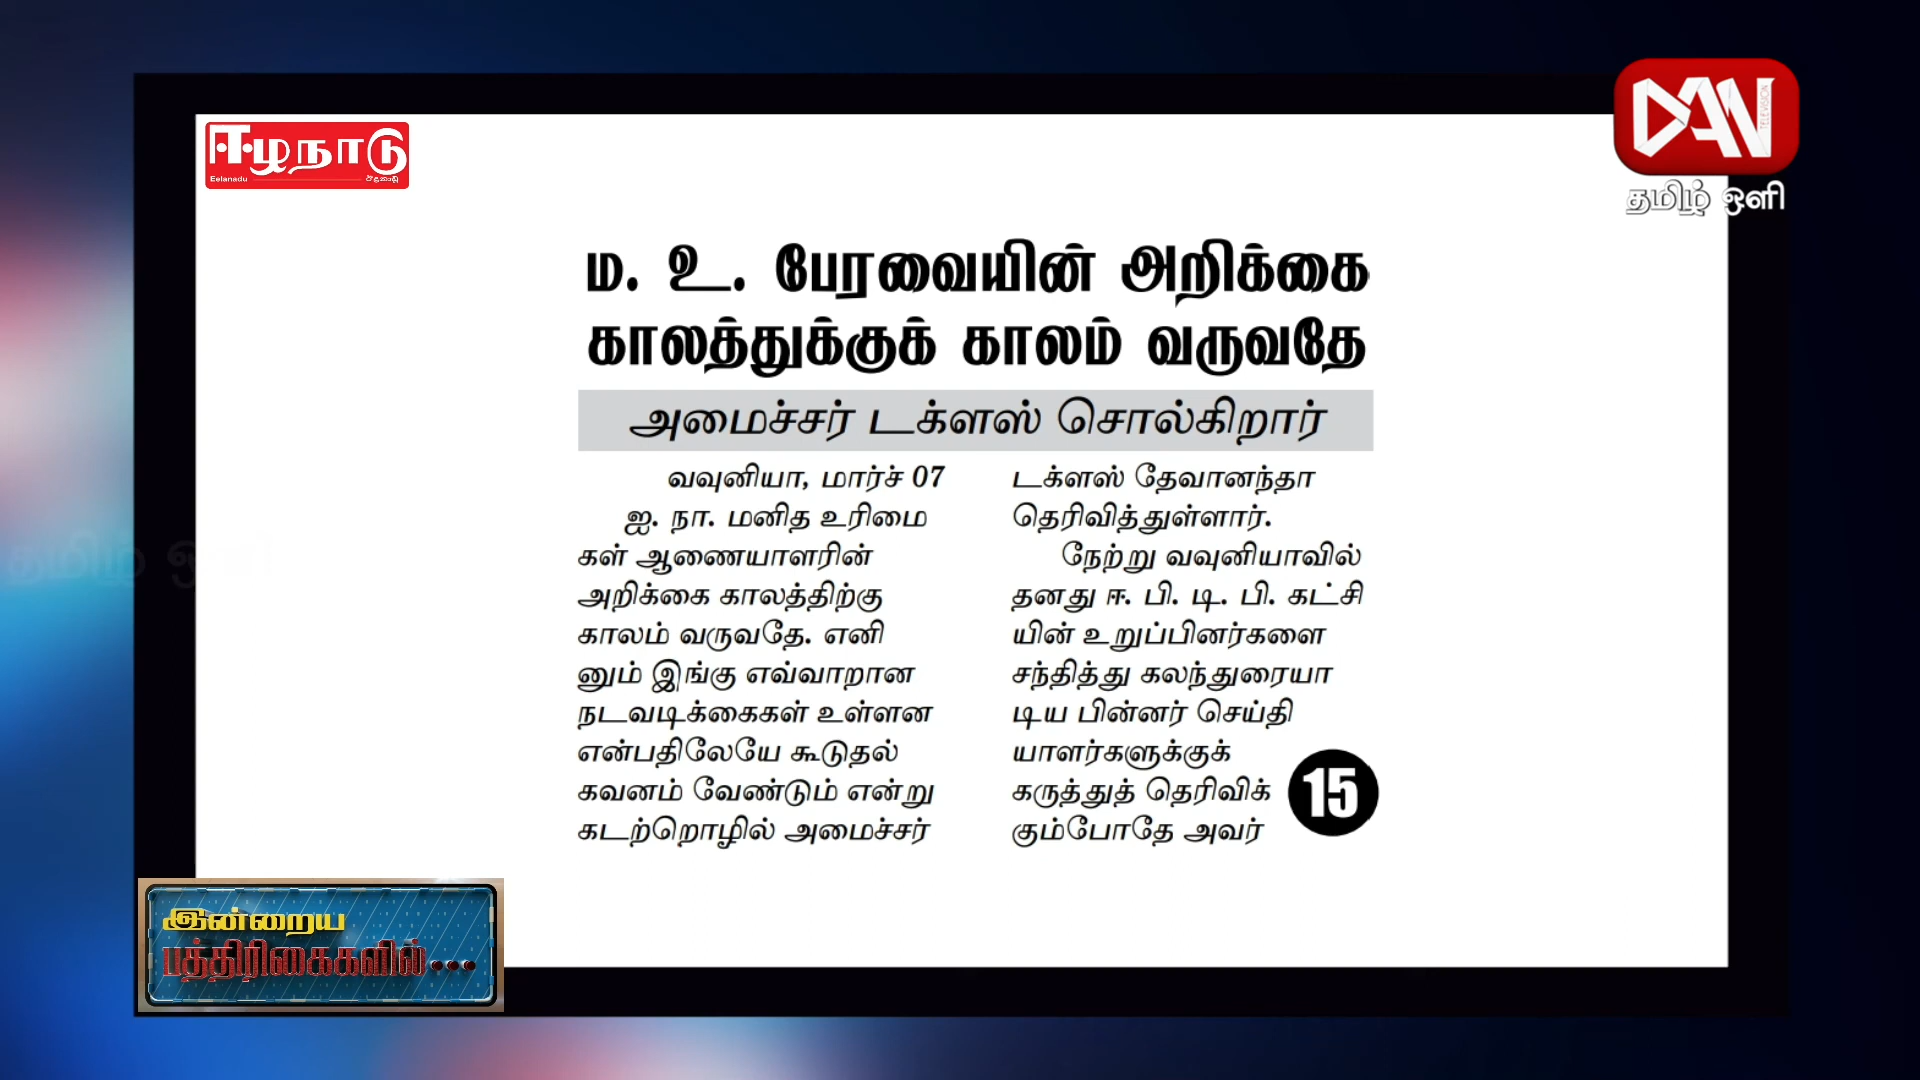 ஈழநாடு
Eelanadu
DAN
TELEVISION
தமிழ் ஒளி
ம. உ. பேரவையின் அறிக்கை
காலத்துக்குக் காலம் வருவதே
அமைச்சர் டக்ளஸ் சொல்கிறார்
வவுனியா, மார்ச் 07
ஐ. நா. மனித உரிமை
கள் ஆணையாளரின்
அறிக்கை காலத்திற்கு
காலம் வருவதே. எனி
னும் இங்கு எவ்வாறான
நடவடிக்கைகள் உள்ளன
என்பதிலேயே கூடுதல்
கவனம் வேண்டும் என்று
கடற்றொழில் அமைச்சர்
டக்ளஸ் தேவானந்தா
தெரிவித்துள்ளார்.
நேற்று வவுனியாவில்
தனது ஈ. பி. டி. பி. கட்சி
யின் உறுப்பினர்களை
சந்தித்து கலந்துரையா
டிய பின்னர் செய்தி
யாளர்களுக்குக்
கருத்துத் தெரிவிக்
கும்போதே அவர்
15
தமிழ் ஒளி
இன்றைய
பத்திரிகைகளில்...